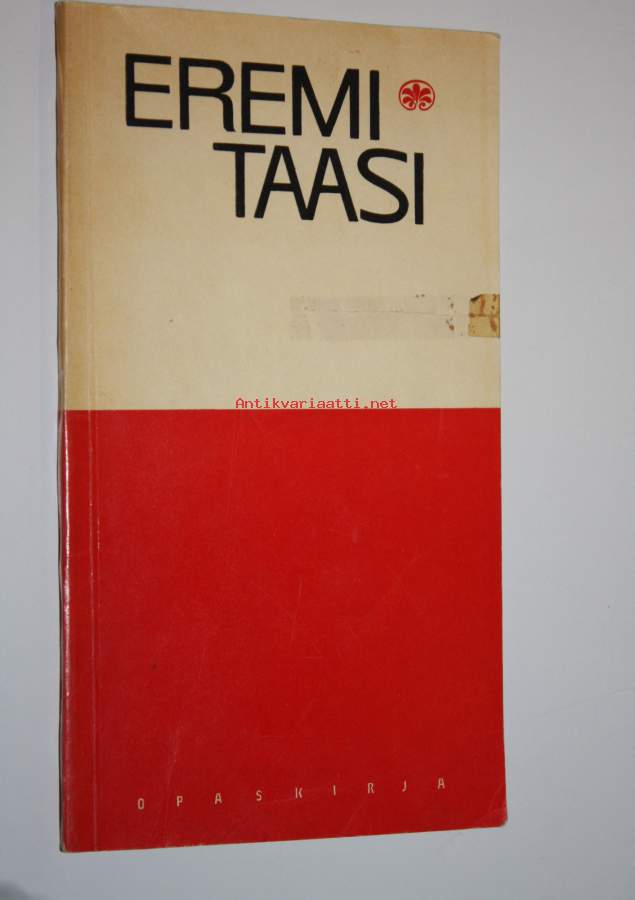 EREMI
TAASI
Antikvariaatti.net
OPASKIRJA